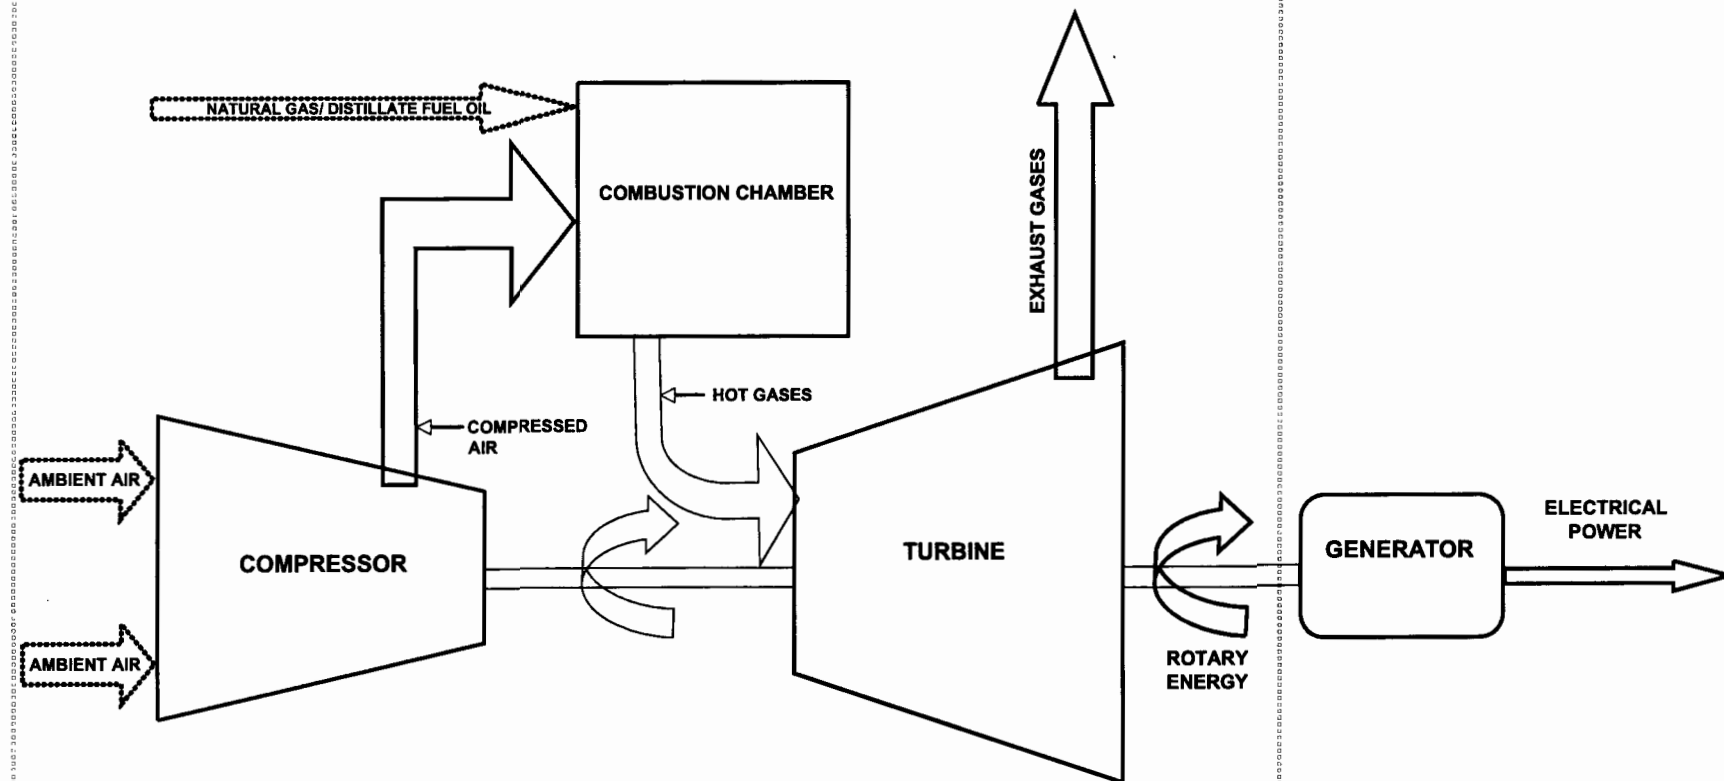 NATURAL GAS/ DISTILLATE FUEL OIL
COMBUSTION CHAMBER
EXHAUST GASES
HOT GASES
COMPRESSED
AIR
AMBIENT AIR
AMBIENT AIR
COMPRESSOR
TURBINE
ROTARY
ENERGY
GENERATOR
ELECTRICAL
POWER